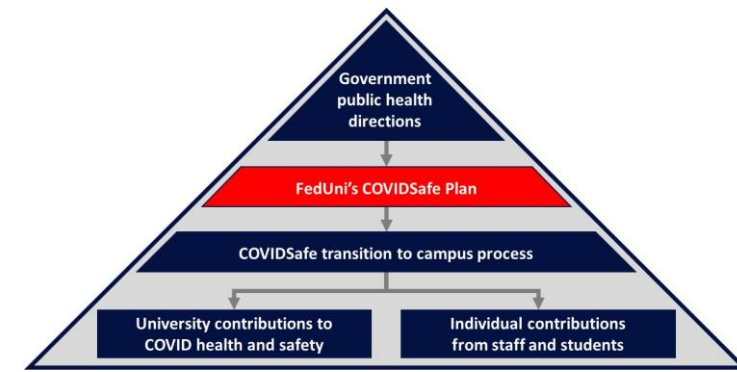 Government
public health
directions
FedUni's COVIDSafe Plan
COVIDSafe transition to campus process
University contributions to
COVID health and safety
Individual contributions
from staff and students